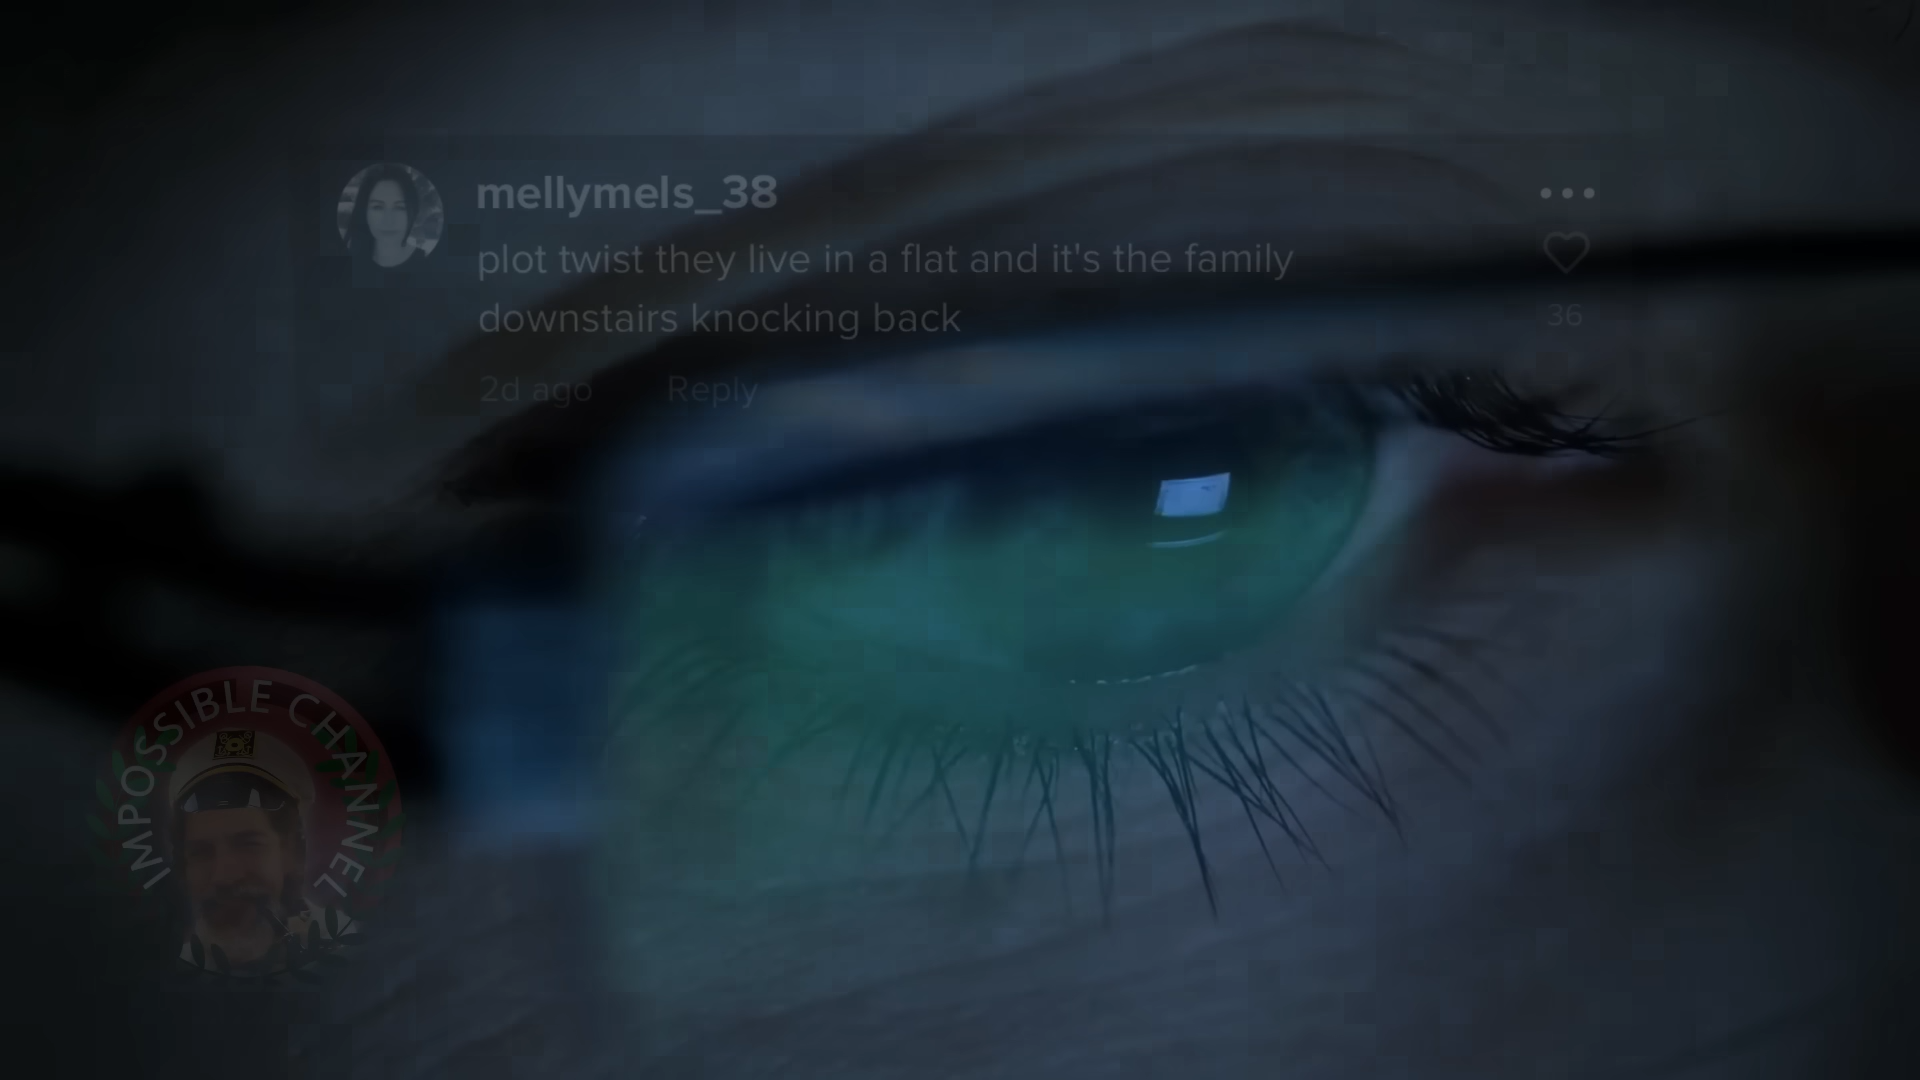 mellymels_38
plot twist they live in a flat and it's the family
downstairs knocking back
36
2d ago Reply
IMPOSSIBLE CHANNEL